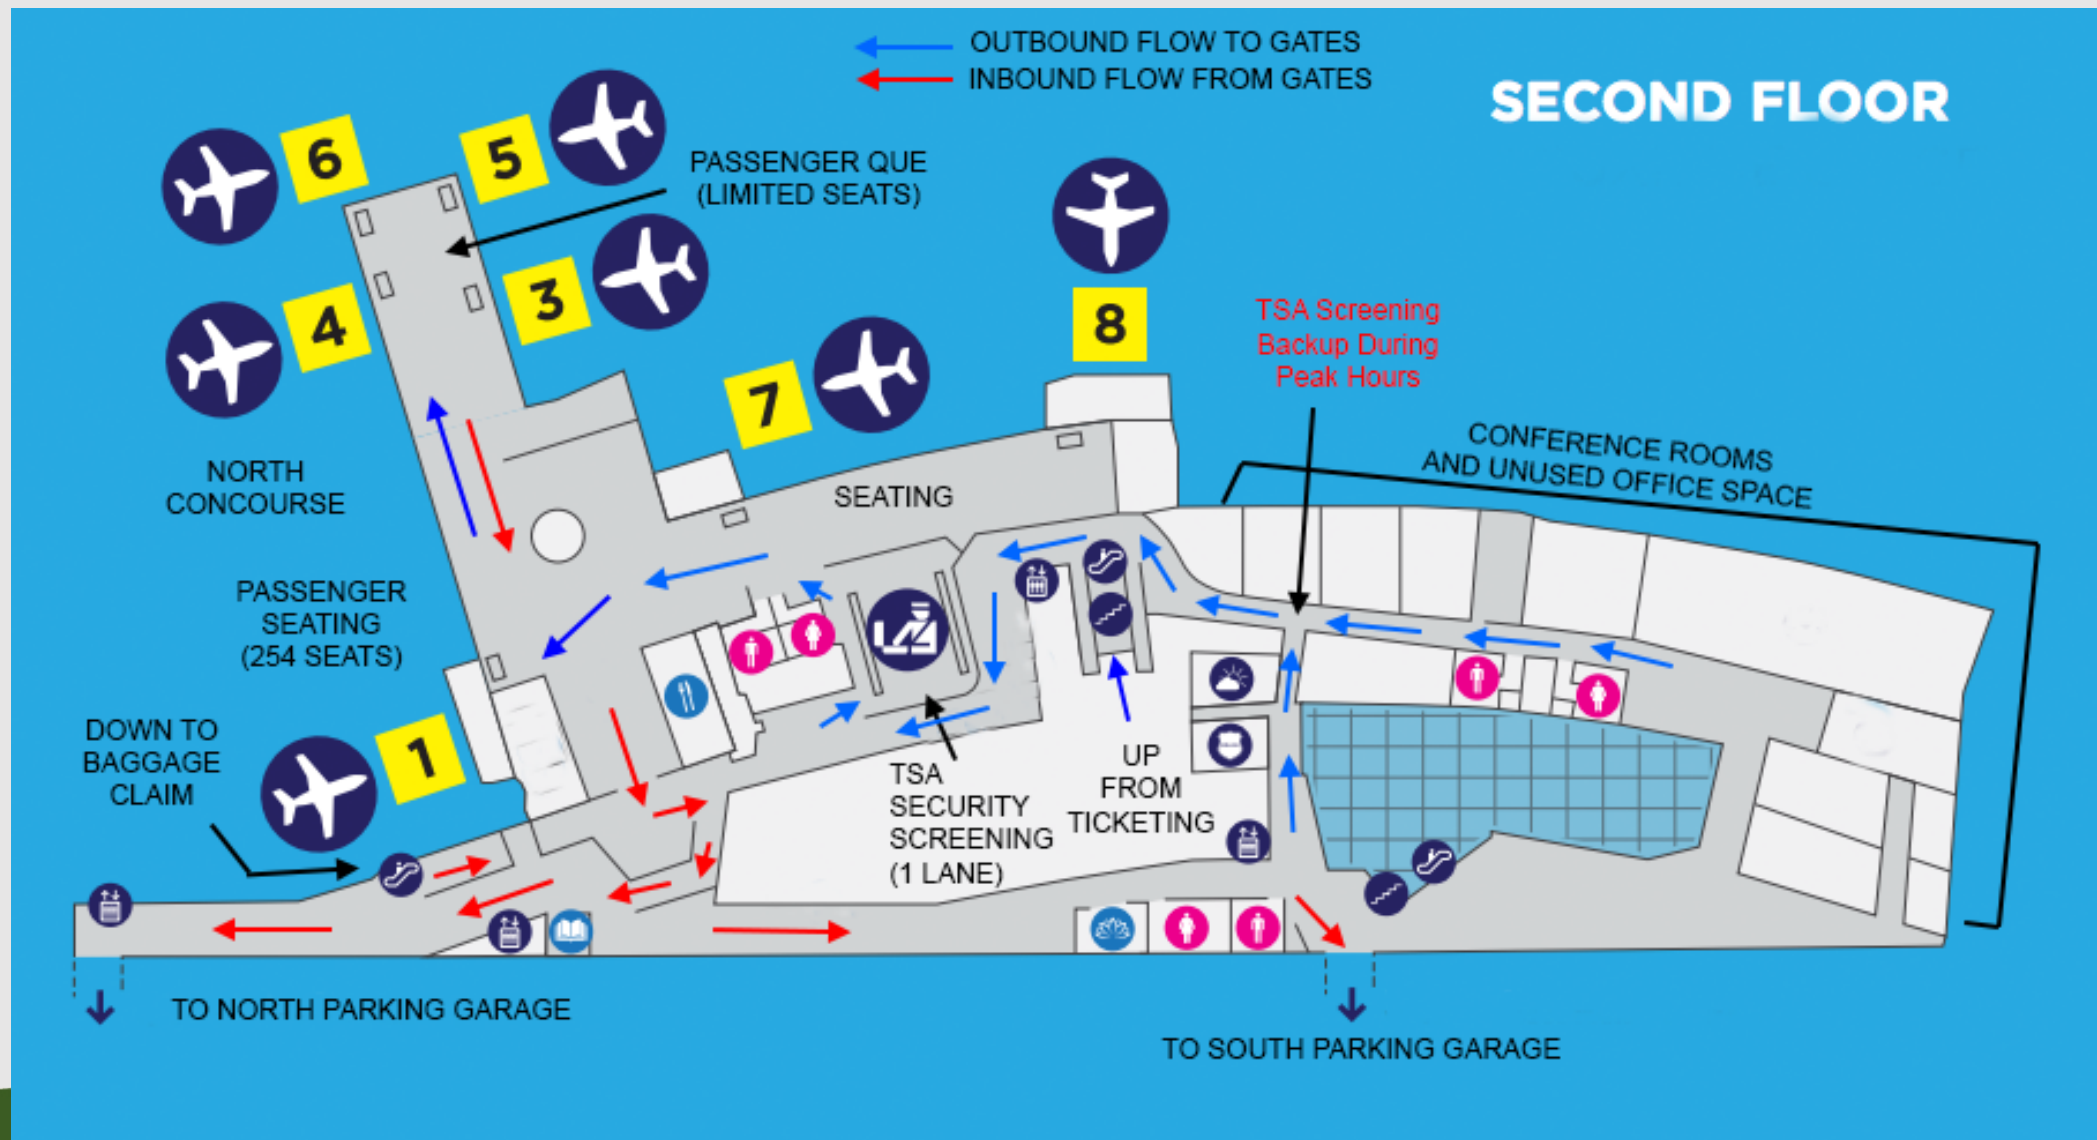 OUTBOUND FLOW TO GATES
INBOUND FLOW FROM GATES
SECOND FLOOR
6
5
PASSENGER QUE
(LIMITED SEATS)
4
3
7
8
TSA Screening
Backup During
Peak Hours
CONFERENCE ROOMS
AND UNUSED OFFICE SPACE
NORTH
CONCOURSE
SEATING
PASSENGER
SEATING
(254 SEATS)
DOWN TO
BAGGAGE
CLAIM
1
TSA
SECURITY
SCREENING
(1 LANE)
UP
FROM
TICKETING
TO NORTH PARKING GARAGE
TO SOUTH PARKING GARAGE